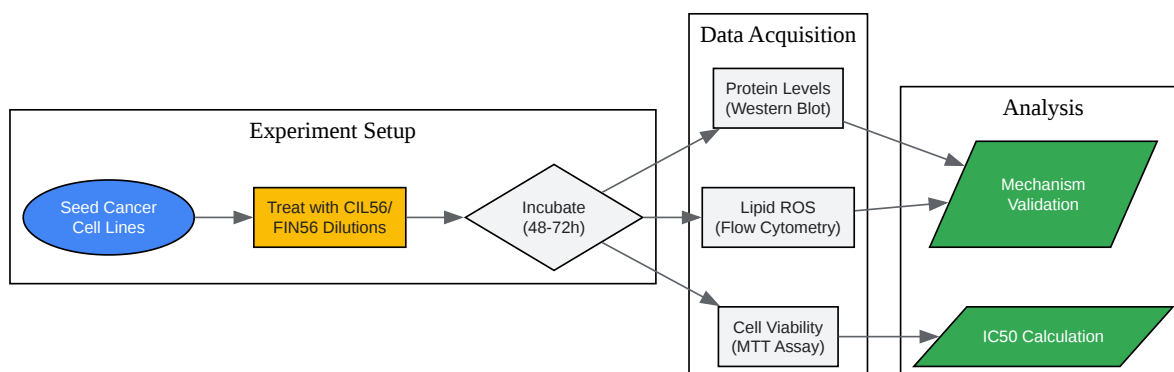 Experiment Setup
Seed Cancer
Cell Lines
Treat with CIL56/
FIN56 Dilutions
Incubate
(48-72h)
Data Acquisition
Protein Levels
(Western Blot)
Lipid ROS
(Flow Cytometry)
Cell Viability
(MTT Assay)
Analysis
Mechanism
Validation
IC50 Calculation